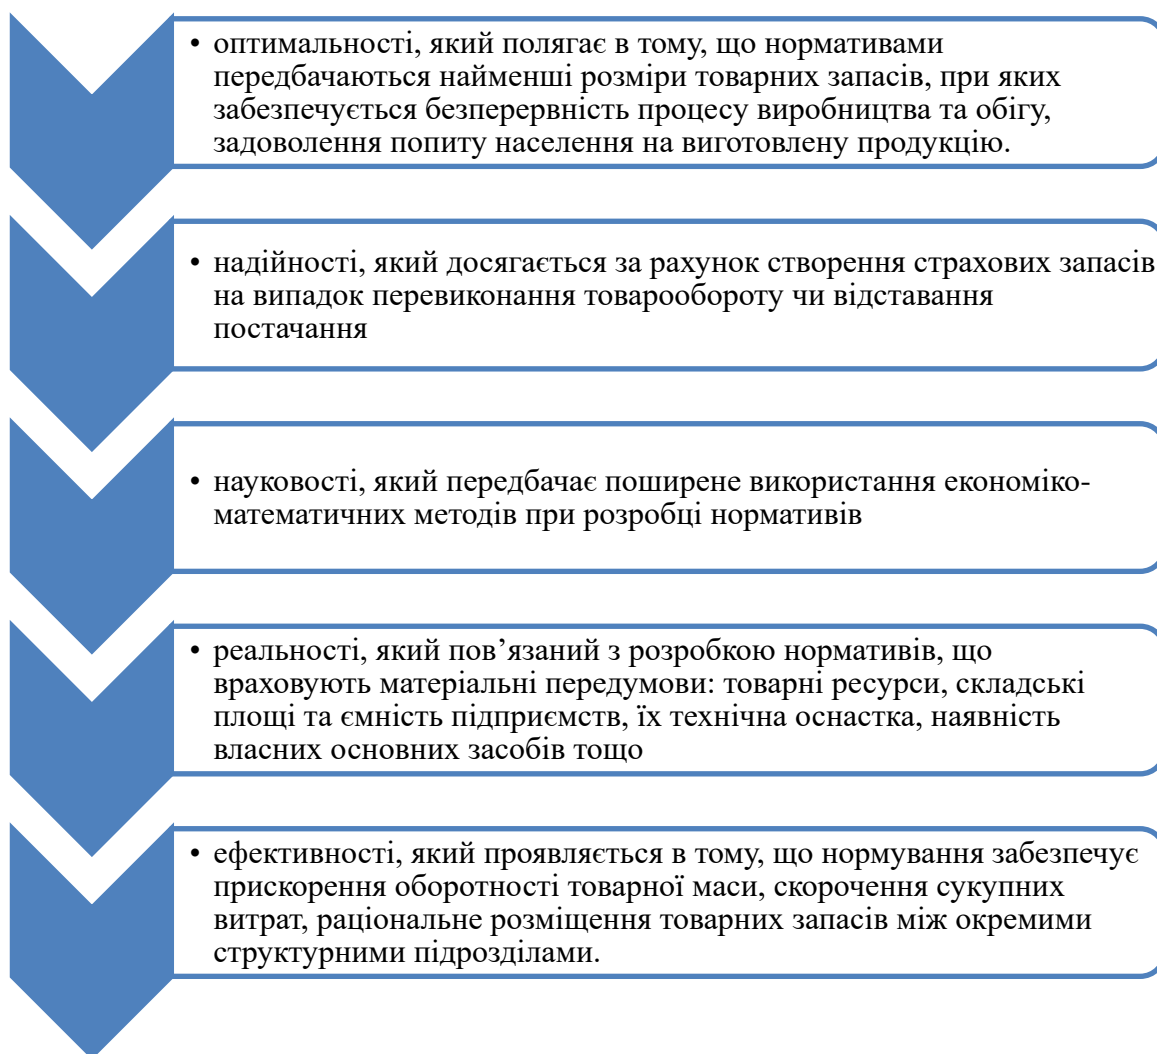 • оптимальності, який полягає в тому, що нормативами
передбачаються найменші розміри товарних запасів, при яких
забезпечується безперервність процесу виробництва та обігу,
задоволення попиту населення на виготовлену продукцію.
• надійності, який досягається за рахунок створення страхових запасів
на випадок перевиконання товарообороту чи відставання
постачання
• науковості, який передбачає поширене використання економіко-
математичних методів при розробці нормативів
• реальності, який пов’язаний з розробкою нормативів, що
враховують матеріальні передумови: товарні ресурси, складські
площі та ємність підприємств, їх технічна оснастка, наявність
власних основних засобів тощо
• ефективності, який проявляється в тому, що нормування забезпечує
прискорення оборотності товарної маси, скорочення сукупних
витрат, раціональне розміщення товарних запасів між окремими
структурними підрозділами.